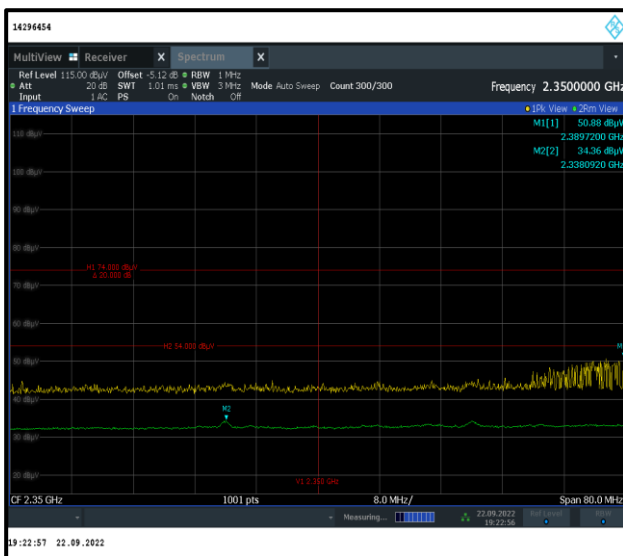 14296454
MultiView Receiver X Spectrum X
Ref Level 115.00 dBµV Offset -5.12 dB RBW 1 MHz
Att 20 dB SWT 1.01 ms VBW 3 MHz Mode Auto Sweep Count 300/300 Frequency 2.3500000 GHz
Input 1 AC PS On Notch Off
1 Frequency Sweep 1Pk View 2Rm View
M1[1] 50.88 dBµV
2.3897200 GHz
M2[2] 34.36 dBµV
2.3380920 GHz
110 dBµV
100 dBµV
90 dBµV
80 dBµV
H1 74.000 dBµV
Δ 20.000 dB
70 dBµV
60 dBµV
H2 54.000 dBµV
50 dBµV
40 dBµV
M2
30 dBµV
20 dBµV
V1 2.350 GHz
CF 2.35 GHz 1001 pts 8.0 MHz/ Span 80.0 MHz
Measuring... 22.09.2022 Ref Level RBW
19:22:56
19:22:57 22.09.2022